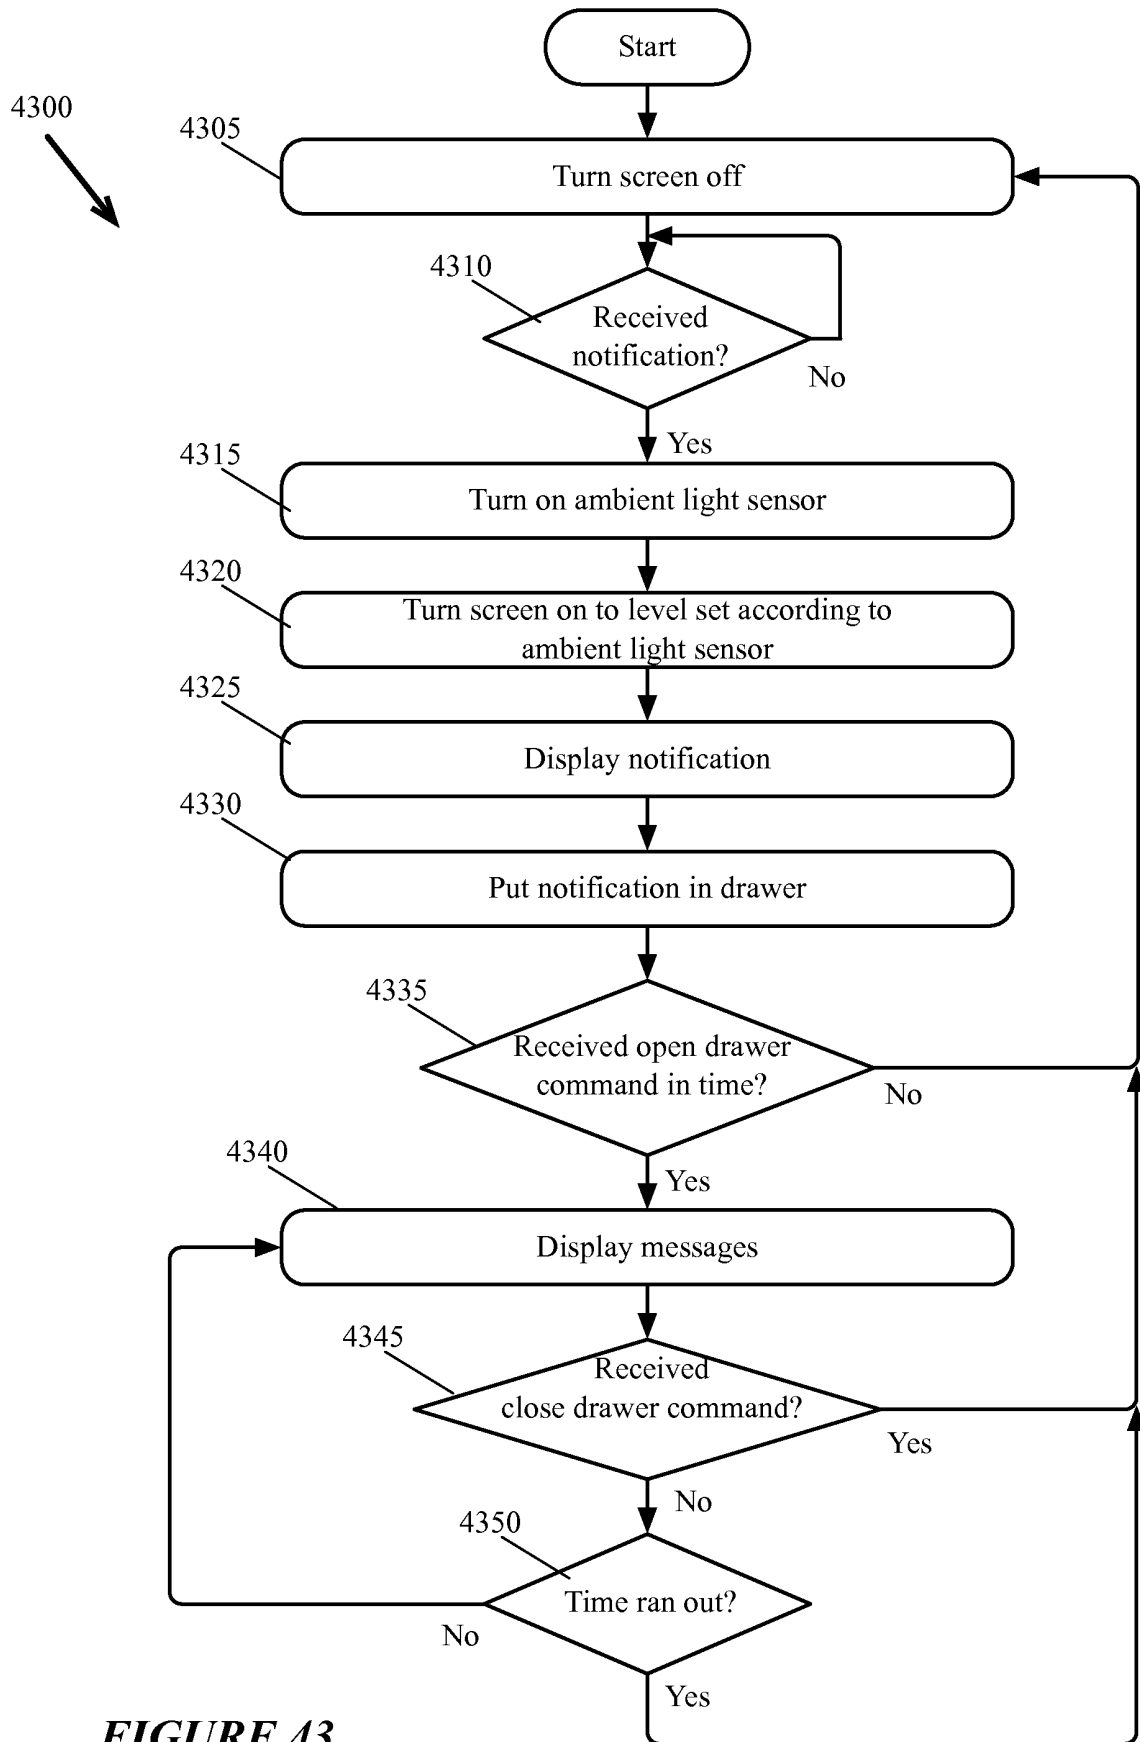 Start
4300
4305
Turn screen off
4310
Received
notification?
No
Yes
4315
Turn on ambient light sensor
4320
Turn screen on to level set according to
ambient light sensor
4325
Display notification
4330
Put notification in drawer
4335
Received open drawer
command in time?
No
Yes
4340
Display messages
4345
Received
close drawer command?
Yes
No
4350
Time ran out?
No
Yes
FIGURE 43